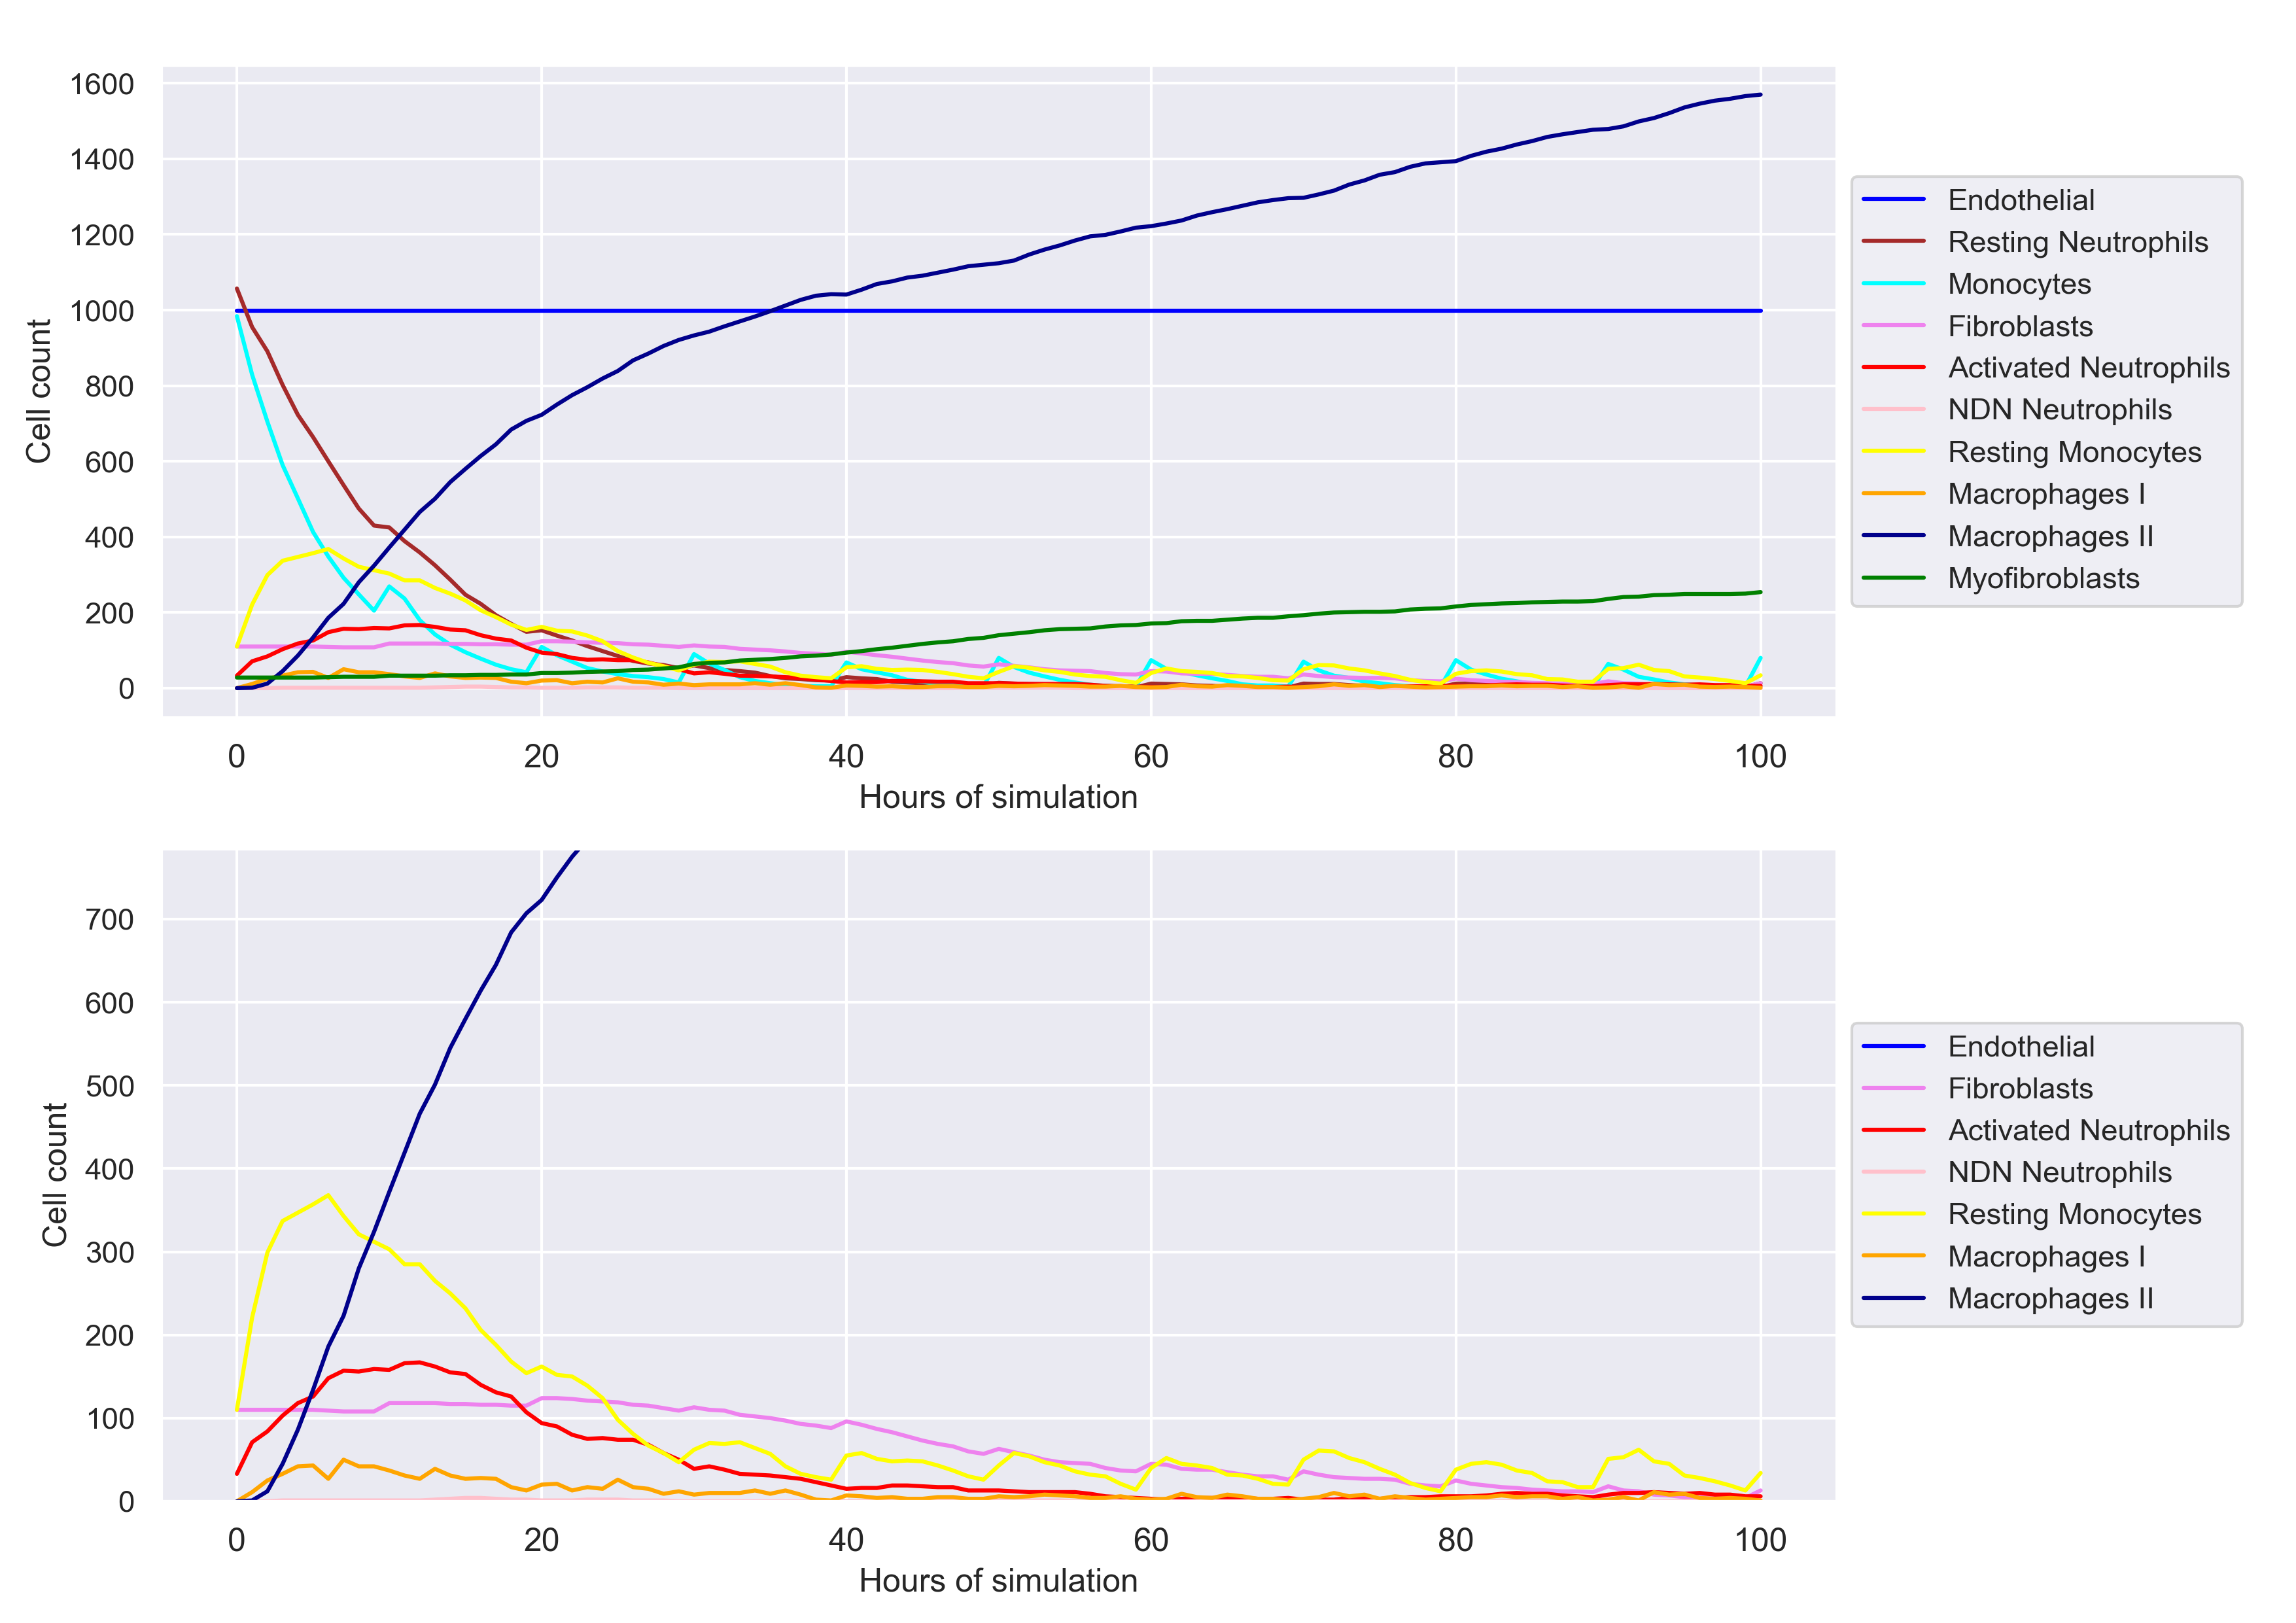 1600
1400
1200
1000
800
600
400
200
0
Cell count
0 20 40 60 80 100
Hours of simulation
Endothelial
Resting Neutrophils
Monocytes
Fibroblasts
Activated Neutrophils
NDN Neutrophils
Resting Monocytes
Macrophages I
Macrophages II
Myofibroblasts
700
600
500
400
300
200
100
0
Cell count
0 20 40 60 80 100
Hours of simulation
Endothelial
Fibroblasts
Activated Neutrophils
NDN Neutrophils
Resting Monocytes
Macrophages I
Macrophages II